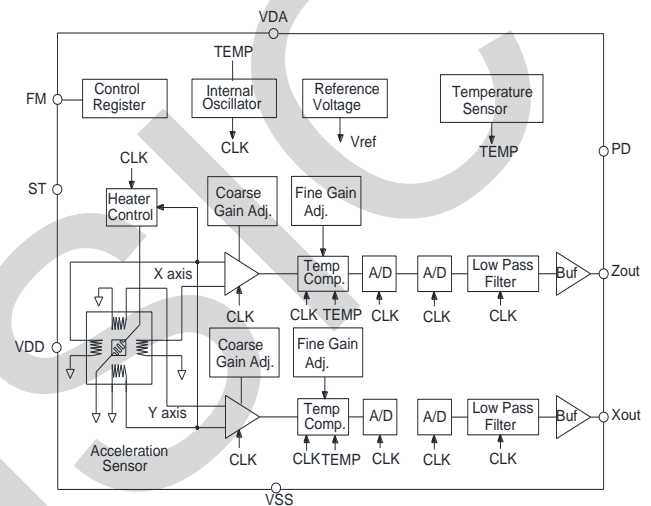 VDA
TEMP
FM
Control
Register
Internal
Oscillator
Reference
Voltage
Temperature
Sensor
CLK
Vref
TEMP
PD
CLK
ST
Heater
Control
Coarse
Gain Adj.
Fine Gain
Adj.
X axis
Temp
Comp.
A/D
A/D
Low Pass
Filter
Buf
Zout
CLK
CLK
TEMP
CLK
CLK
CLK
VDD
Coarse
Gain Adj.
Fine Gain
Adj.
Y axis
Temp
Comp.
A/D
A/D
Low Pass
Filter
Buf
Xout
Acceleration
Sensor
CLK
CLK
TEMP
CLK
CLK
CLK
VSS